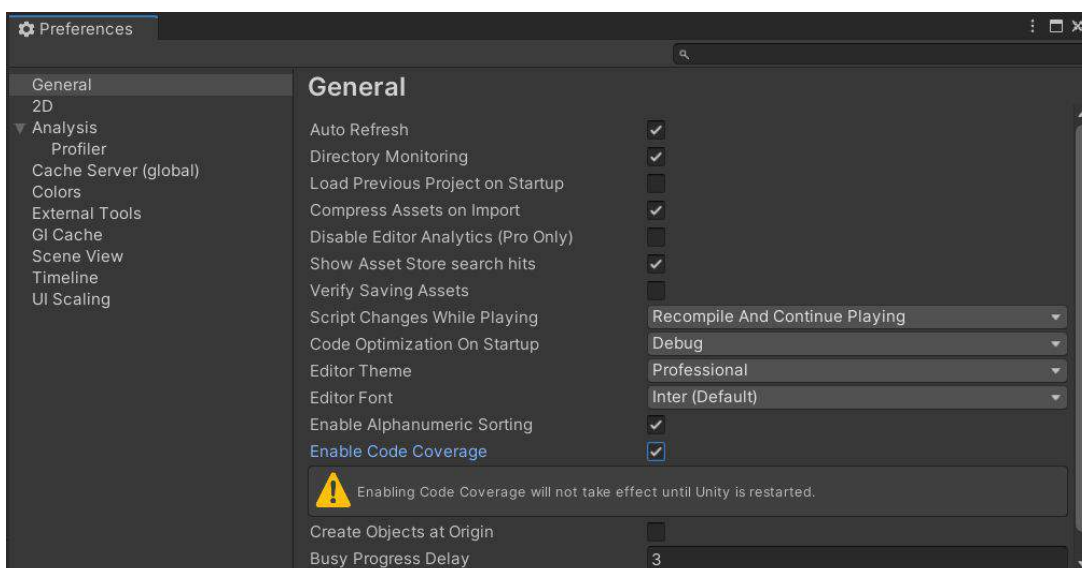 Preferences
General
2D
Analysis
Profiler
Cache Server (global)
Colors
External Tools
GI Cache
Scene View
Timeline
UI Scaling
General
Auto Refresh
Directory Monitoring
Load Previous Project on Startup
Compress Assets on Import
Disable Editor Analytics (Pro Only)
Show Asset Store search hits
Verify Saving Assets
Script Changes While Playing Recompile And Continue Playing
Code Optimization On Startup Debug
Editor Theme Professional
Editor Font Inter (Default)
Enable Alphanumeric Sorting
Enable Code Coverage
Enabling Code Coverage will not take effect until Unity is restarted.
Create Objects at Origin
Busy Progress Delay 3